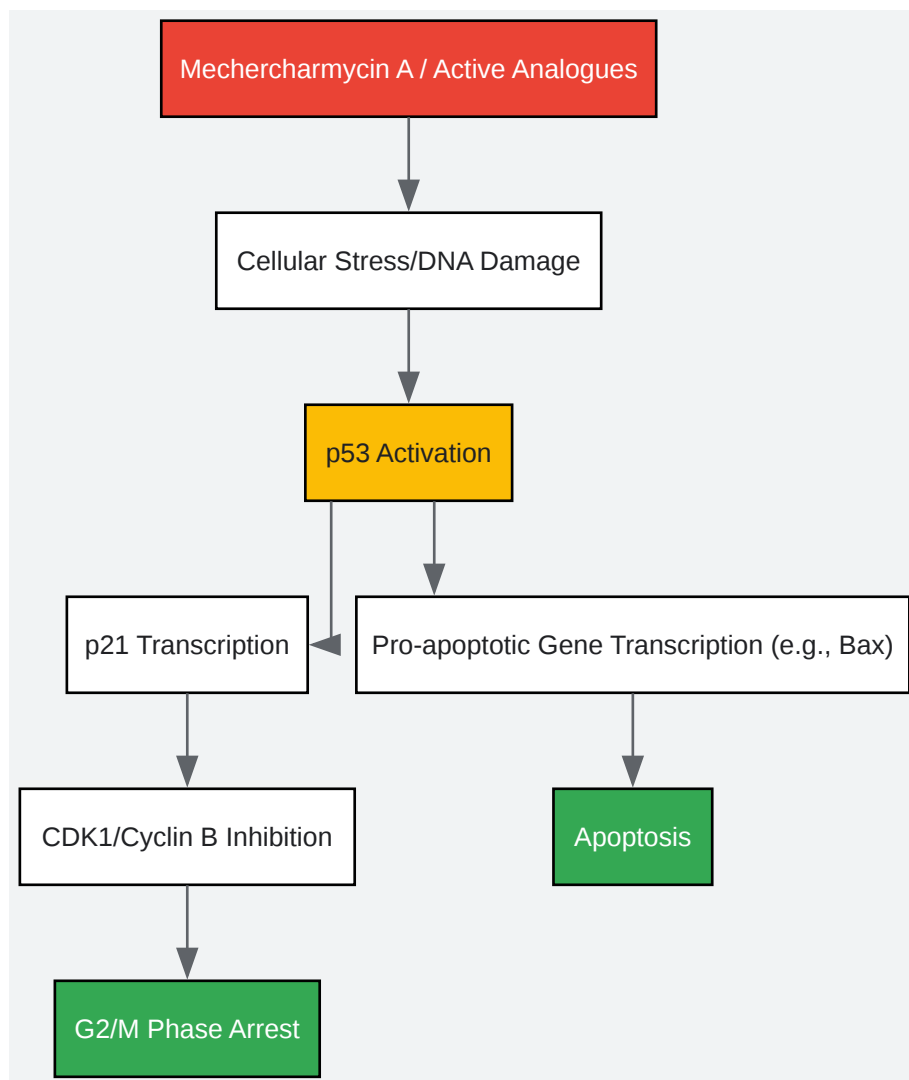 Mechercharmycin A / Active Analogues
Cellular Stress/DNA Damage
p53 Activation
p21 Transcription
Pro-apoptotic Gene Transcription (e.g., Bax)
CDK1/Cyclin B Inhibition
Apoptosis
G2/M Phase Arrest